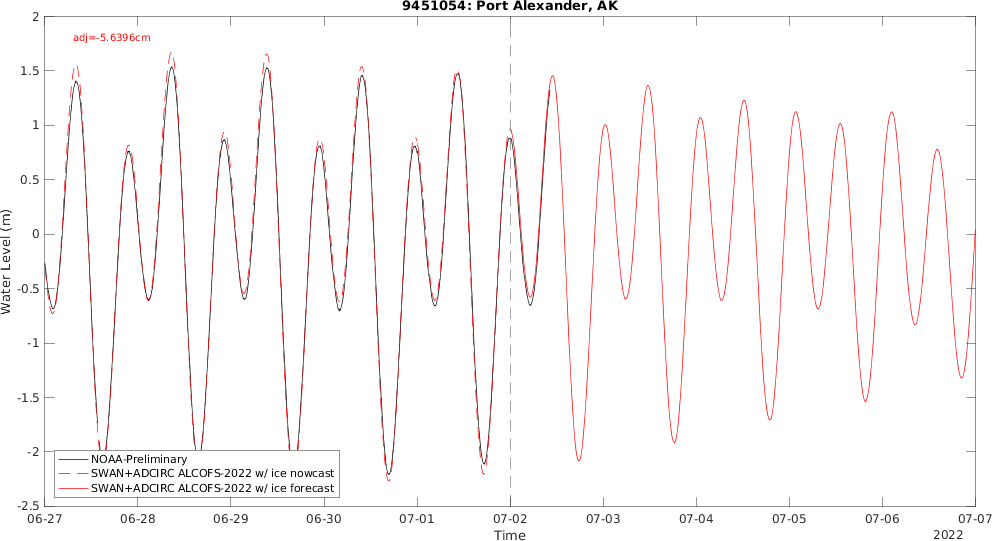 9451054: Port Alexander, AK
adj=-5.6396cm
Water Level (m)
2
1.5
1
0.5
0
-0.5
-1
-1.5
-2
-2.5
NOAA-Preliminary
SWAN+ADCIRC ALCOFS-2022 w/ ice nowcast
SWAN+ADCIRC ALCOFS-2022 w/ ice forecast
06-27 06-28 06-29 06-30 07-01 07-02 07-03 07-04 07-05 07-06 07-07
Time
2022